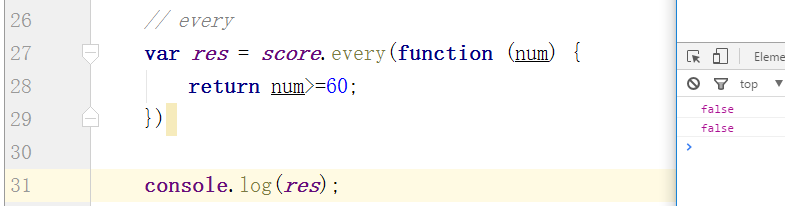 26 // every
27 var res = score.every(function (num) {
28 return num>=60;
29 })
30
31 console.log(res);
Eleme
top ▼
false
false
>